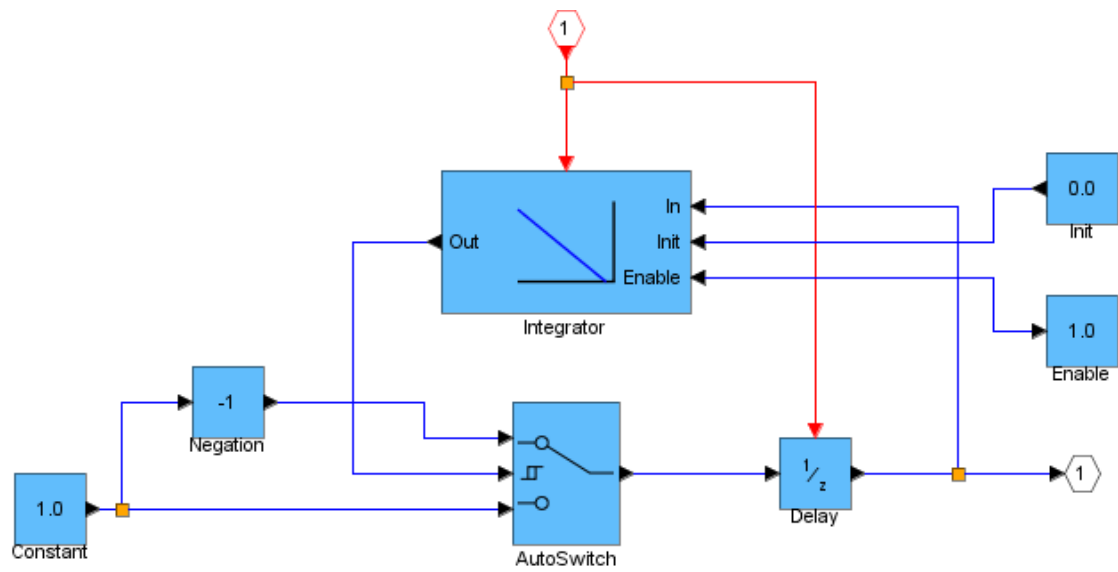 1
Out
In
Init
Enable
Integrator
0.0
Init
1.0
Enable
-1
Negation
1.0
Constant
AutoSwitch
1/z
Delay
1